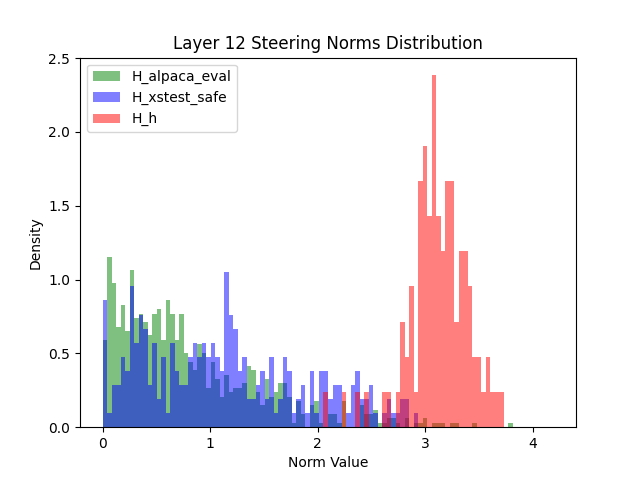 Layer 12 Steering Norms Distribution
H_alpaca_eval
H_xstest_safe
H_h
2.5
2.0
1.5
1.0
0.5
0.0
Density
0 1 2 3 4
Norm Value